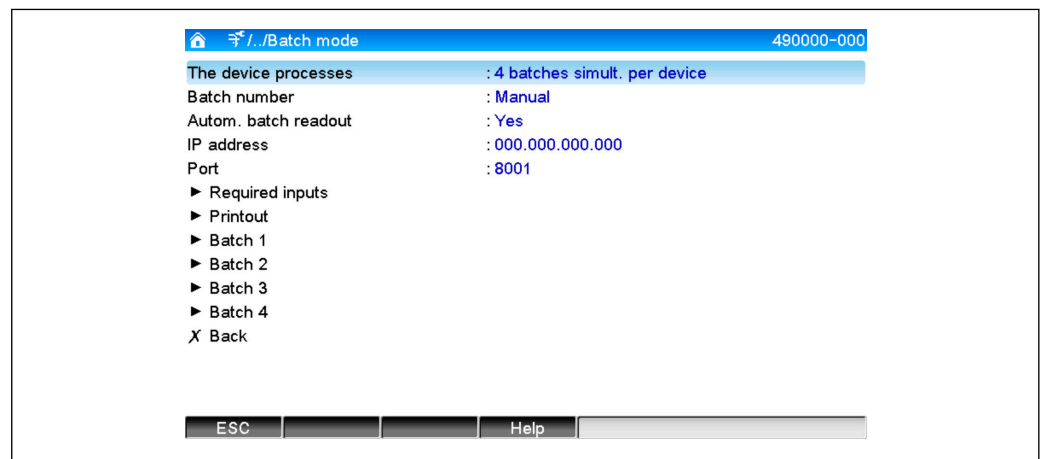 /../Batch mode 490000-000
The device processes : 4 batches simult. per device
Batch number : Manual
Autom. batch readout : Yes
IP address : 000.000.000.000
Port : 8001
► Required inputs
► Printout
► Batch 1
► Batch 2
► Batch 3
► Batch 4
X Back
ESC Help